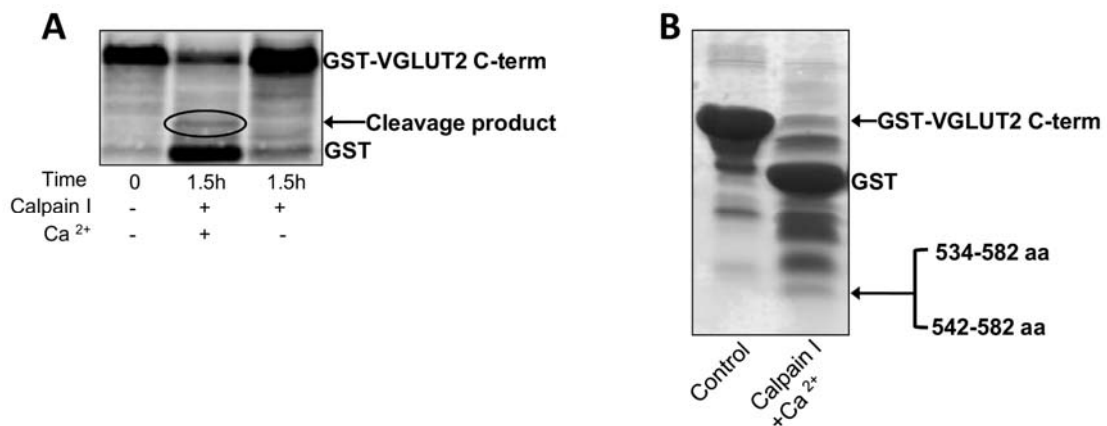 A
GST-VGLUT2 C-term
Cleavage product
GST
Time 0 1.5h 1.5h
Calpain I - + +
Ca 2+ - + -
B
GST-VGLUT2 C-term
GST
534-582 aa
542-582 aa
Control
Calpain I
+Ca 2+